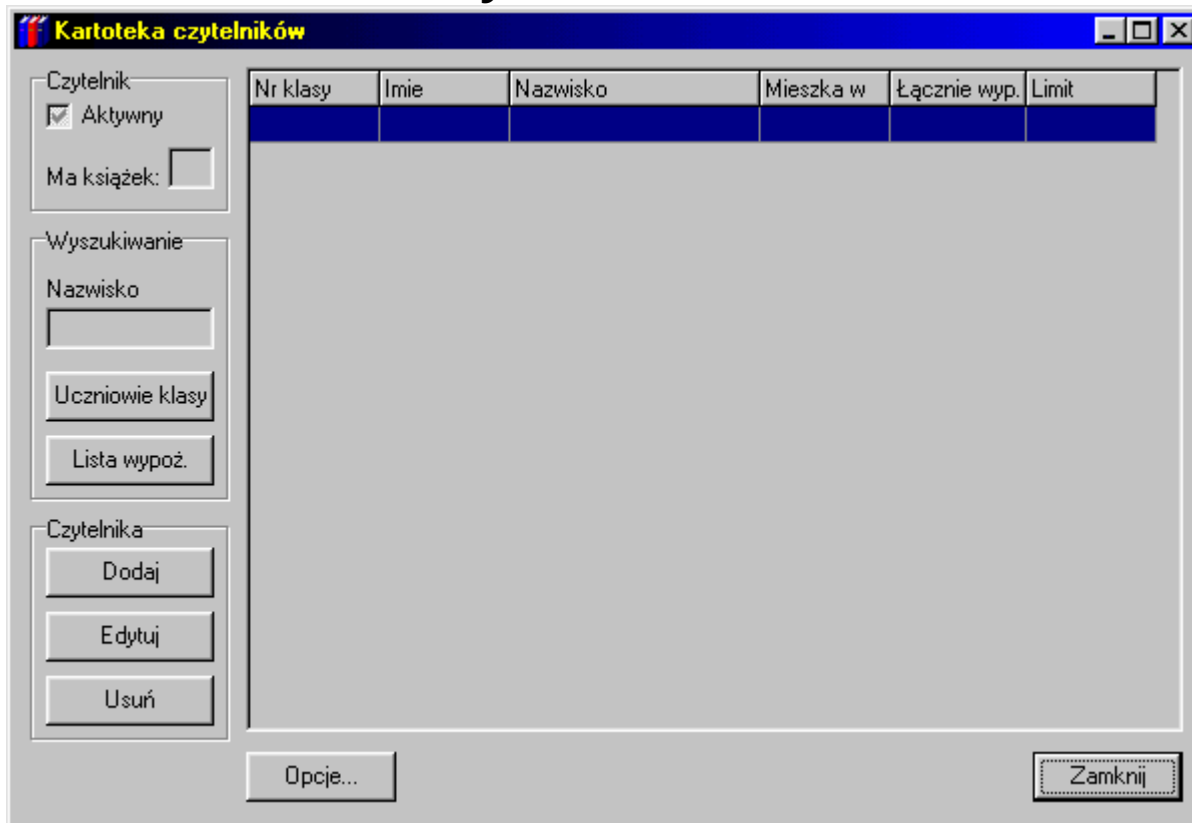 Kartoteka czytelników
Czytelnik
Aktywny
Ma książek:
Wyszukiwanie
Nazwisko
Uczniowie klasy
Lista wypoż.
Czytelnika
Dodaj
Edytuj
Usuń
Nr klasy Imie Nazwisko Mieszka w Łącznie wyp. Limit
Opcje...
Zamknij